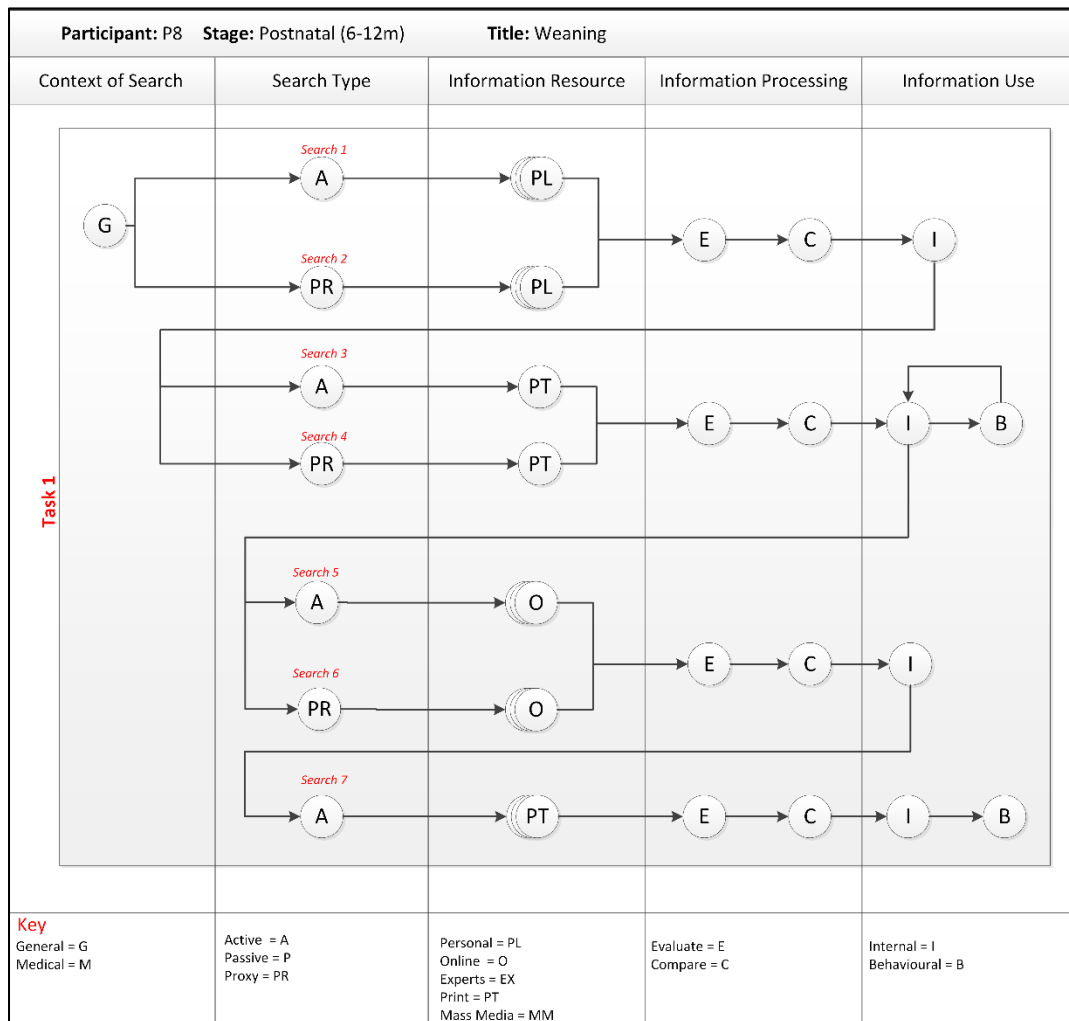 Participant: P8 Stage: Postnatal (6-12m) Title: Weaning
Context of Search Search Type Information Resource Information Processing Information Use
Task 1
Search 1
A PL
G E C I
Search 2
PR PL
Search 3
A PT
E C I B
Search 4
PR PT
Search 5
A O
E C I
Search 6
PR O
Search 7
A PT E C I B
Key
General = G
Medical = M
Active = A
Passive = P
Proxy = PR
Personal = PL
Online = O
Experts = EX
Print = PT
Mass Media = MM
Evaluate = E
Compare = C
Internal = I
Behavioural = B